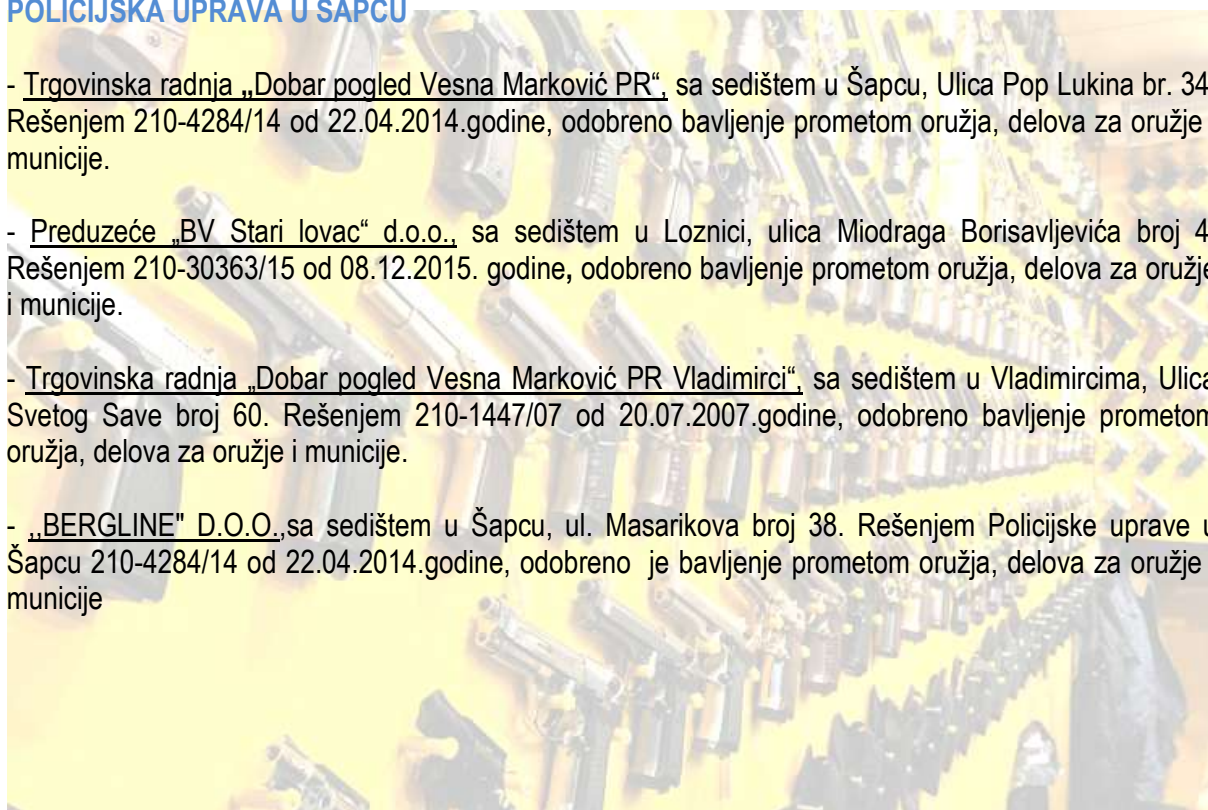 POLICIJSKA UPRAVA U ŠAPCU
- Trgovinska radnja „Dobar pogled Vesna Marković PR“, sa sedištem u Šapcu, Ulica Pop Lukina br. 34
Rešenjem 210-4284/14 od 22.04.2014.godine, odobreno bavljenje prometom oružja, delova za oružje
municije.
- Preduzeće „BV Stari lovac“ d.o.o., sa sedištem u Loznici, ulica Miodraga Borisavljevića broj 4
Rešenjem 210-30363/15 od 08.12.2015. godine, odobreno bavljenje prometom oružja, delova za oružje
i municije.
- Trgovinska radnja „Dobar pogled Vesna Marković PR Vladimirci“, sa sedištem u Vladimircima, Ulica
Svetog Save broj 60. Rešenjem 210-1447/07 od 20.07.2007.godine, odobreno bavljenje prometom
oružja, delova za oružje i municije.
- ,,BERGLINE" D.O.O.,sa sedištem u Šapcu, ul. Masarikova broj 38. Rešenjem Policijske uprave u
Šapcu 210-4284/14 od 22.04.2014.godine, odobreno je bavljenje prometom oružja, delova za oružje
municije